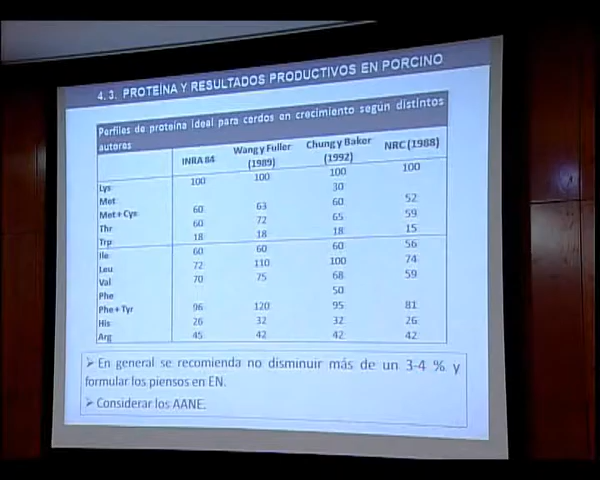 4.3. PROTEÍNA Y RESULTADOS PRODUCTIVOS EN PORCINO
Perfiles de proteína ideal para cerdos en crecimiento según distintos
autores
INRA 84 Wang y Fuller (1989) Chung y Baker (1992) NRC (1988)
Lys 100 100 100 100
Met 30
Met + Cys 60 63 60 52
Thr 60 72 65 59
Trp 18 18 18 15
Ile 60 60 60 56
Leu 72 110 100 74
Val 70 75 68 59
Phe 50
Phe + Tyr 96 120 95 81
His 26 32 32 26
Arg 45 42 42 42
➢ En general se recomienda no disminuir más de un 3-4 % y
formular los piensos en EN.
➢ Considerar los AANE.